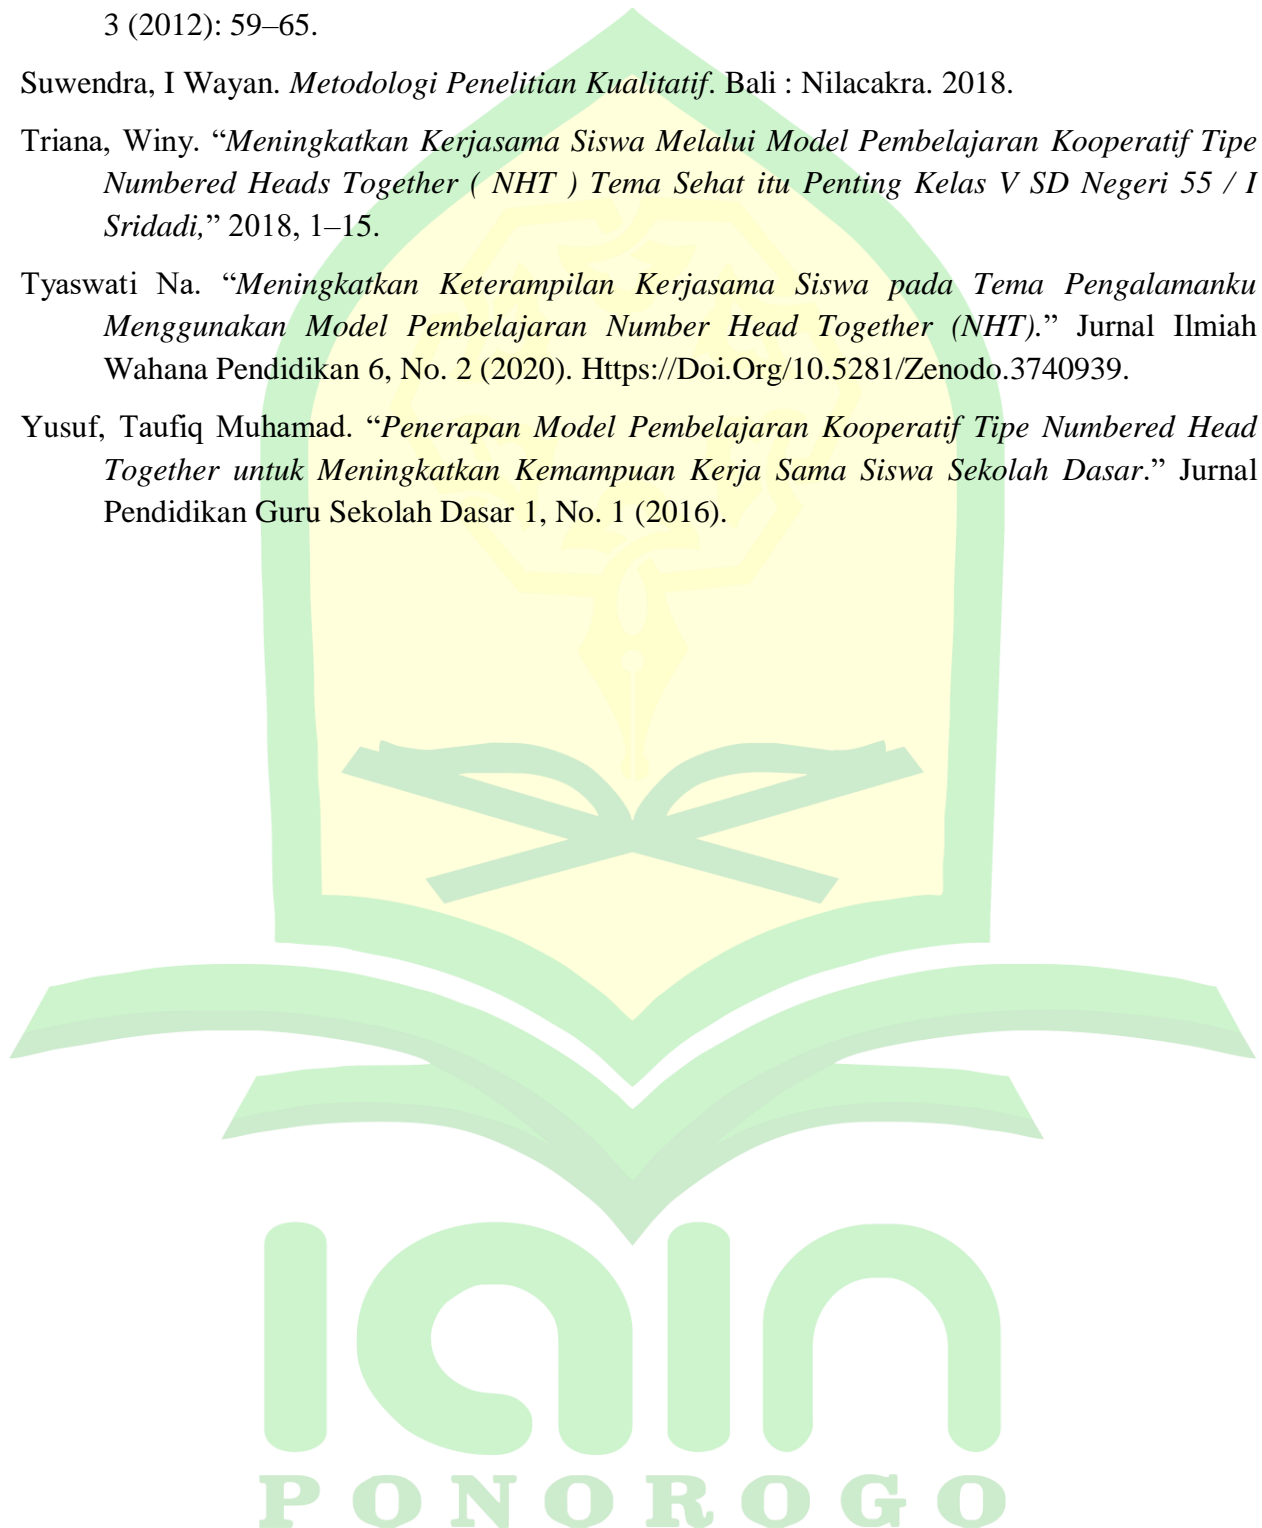 3 (2012): 59–65.
Suwendra, I Wayan. Metodologi Penelitian Kualitatif. Bali : Nilacakra. 2018.
Triana, Winy. “Meningkatkan Kerjasama Siswa Melalui Model Pembelajaran Kooperatif Tipe
Numbered Heads Together ( NHT ) Tema Sehat itu Penting Kelas V SD Negeri 55 / I
Sridadi,” 2018, 1–15.
Tyaswati Na. “Meningkatkan Keterampilan Kerjasama Siswa pada Tema Pengalamanku
Menggunakan Model Pembelajaran Number Head Together (NHT).” Jurnal Ilmiah
Wahana Pendidikan 6, No. 2 (2020). Https://Doi.Org/10.5281/Zenodo.3740939.
Yusuf, Taufiq Muhamad. “Penerapan Model Pembelajaran Kooperatif Tipe Numbered Head
Together untuk Meningkatkan Kemampuan Kerja Sama Siswa Sekolah Dasar.” Jurnal
Pendidikan Guru Sekolah Dasar 1, No. 1 (2016).
iain
PONOROGO